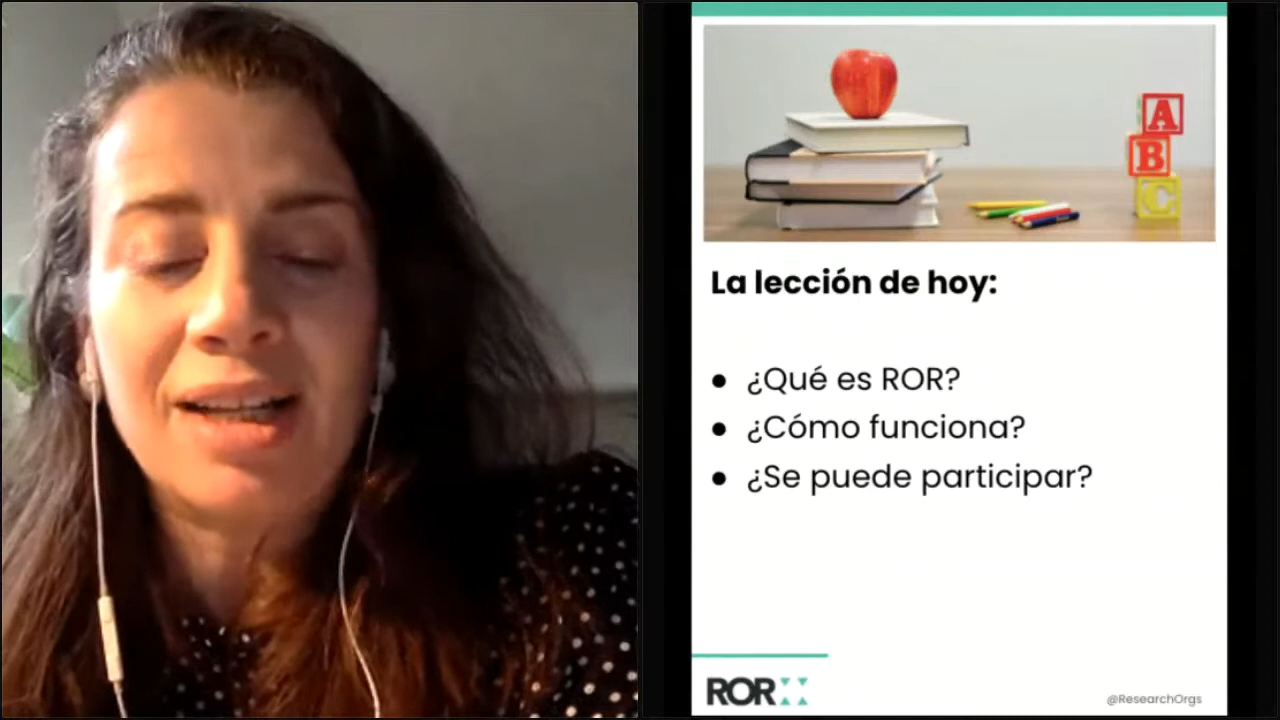 A
B
C
La lección de hoy:
● ¿Qué es ROR?
● ¿Cómo funciona?
● ¿Se puede participar?
ROR
@ResearchOrgs